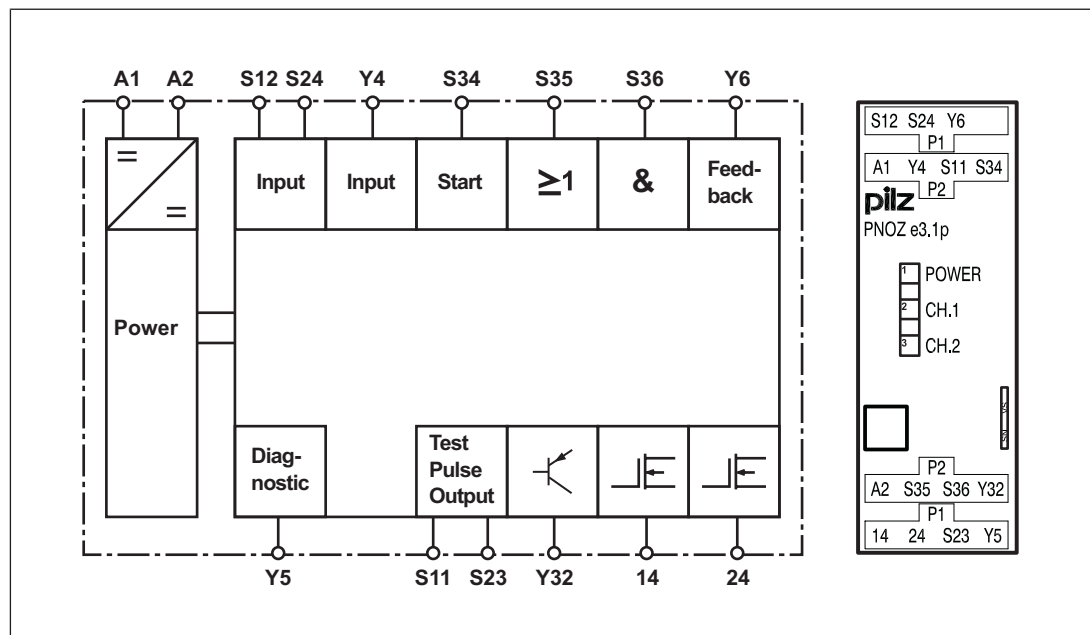 A1 A2 S12 S24 Y4 S34 S35 S36 Y6
= =
Input Input Start ≥1 & Feed-
back
Power
Diag-
nostic
Test
Pulse
Output
Y5 S11 S23 Y32 14 24
S12 S24 Y6
P1
A1 Y4 S11 S34
P2
pilz
PNOZ e3.1p
1 POWER
2 CH.1
3 CH.2
P2
A2 S35 S36 Y32
P1
14 24 S23 Y5